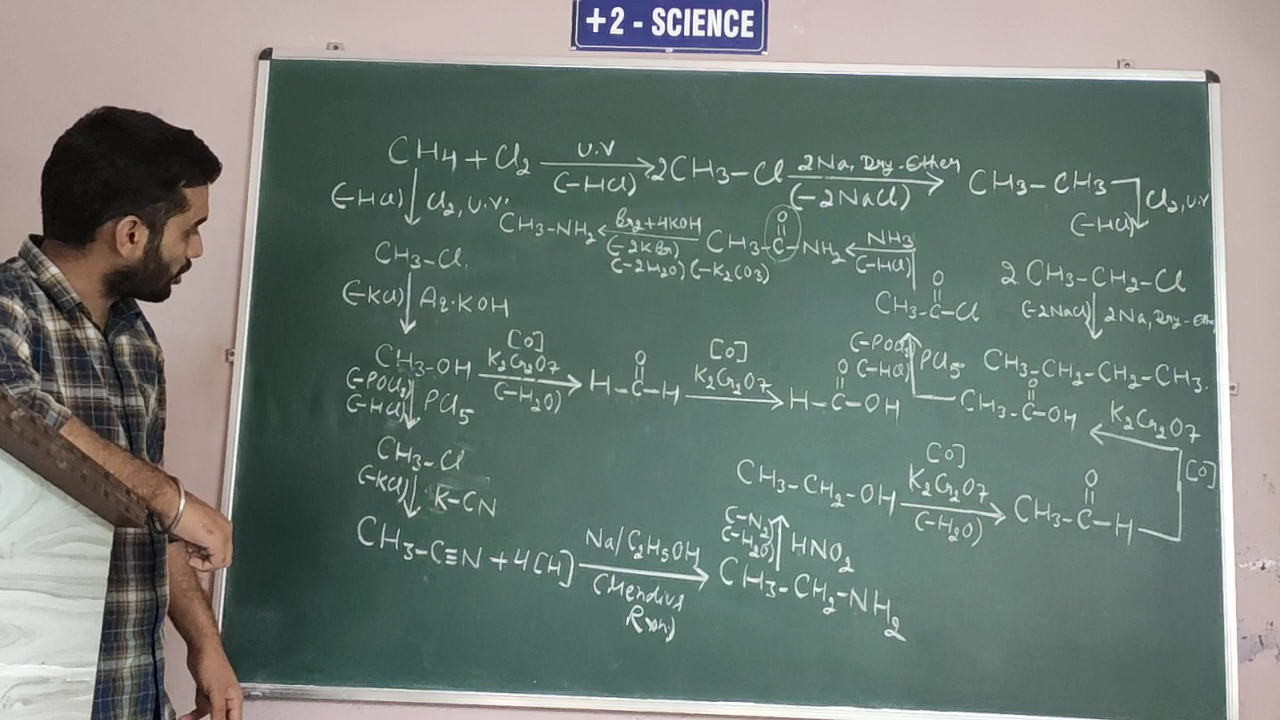 +2 - SCIENCE
CH4 + Cl2 U.V (-HCl) 2CH3-Cl 2Na, Dry-Ether (-2NaCl) CH3-CH3
(-HCl) Cl2, U.V.
Cl2, U.V (-HCl)
CH3-NH2 Br2+4KOH (-2KBr) (-2H2O) (-K2CO3) CH3-C-NH2 O NH3 (-HCl)
CH3-Cl
2 CH3-CH2-Cl
(-KCl) Aq.KOH
O
CH3-C-Cl
(-2NaCl) 2Na, Dry-Ethe
CH3-OH [O] K2Cr2O7 (-H2O) O H-C-H [O] K2Cr2O7 O H-C-OH
(-POCl3) (-HCl) PCl5
CH3-CH2-CH2-CH3.
(-POCl3) (-HCl) PCl5
O
CH3-C-OH
K2Cr2O7
[O]
CH3-Cl
(-KCl) K-CN
CH3-CH2-OH [O] K2Cr2O7 (-H2O) O CH3-C-H
(-N2) (-H2O) HNO2
CH3-C≡N + 4[H] Na/C2H5OH (Mendius Rxn.) CH3-CH2-NH2